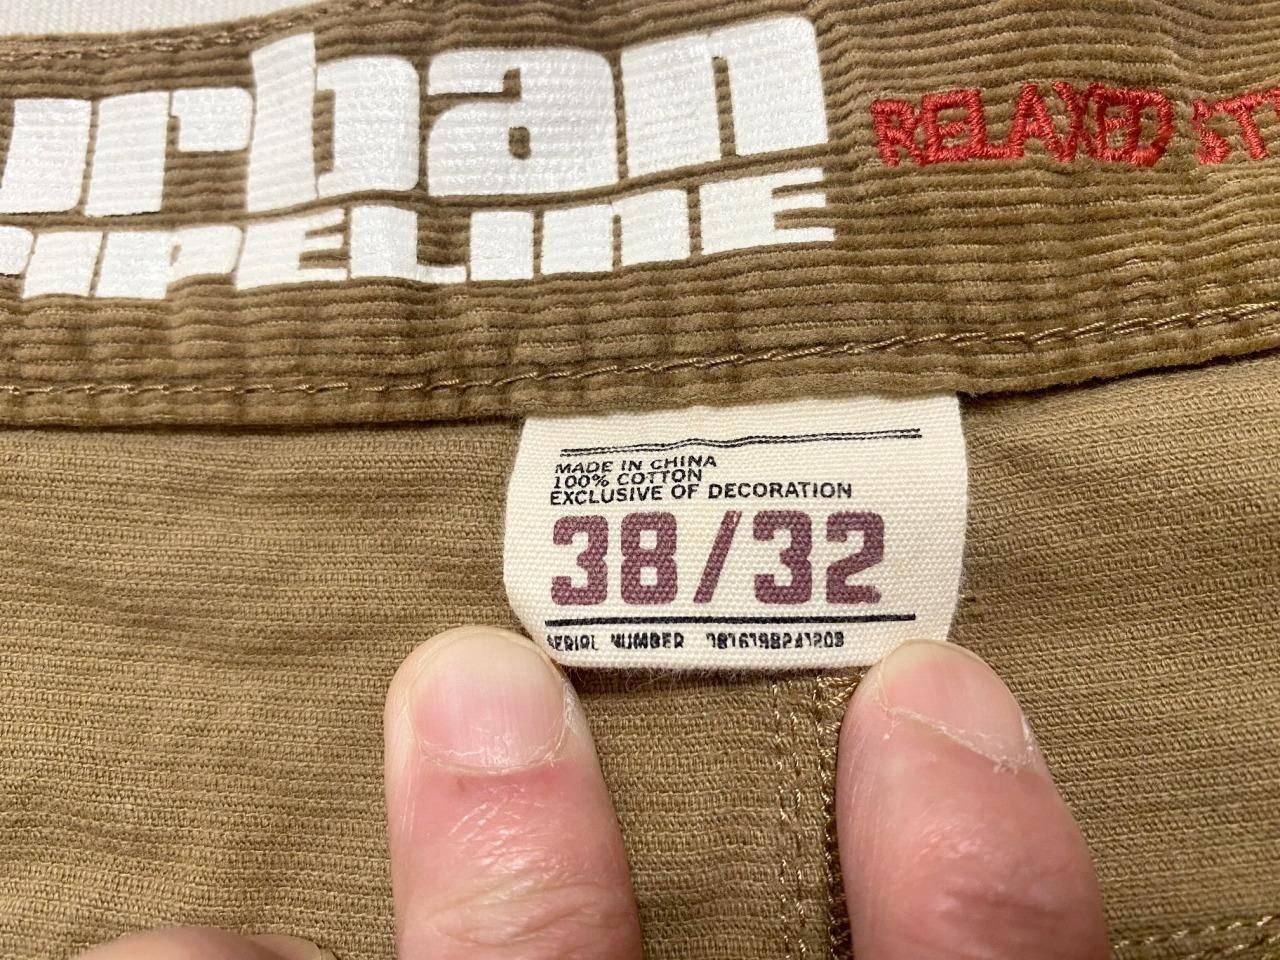 urban
PIPELINE
RELAXED ST
MADE IN CHINA
100% COTTON
EXCLUSIVE OF DECORATION
38/32
SERIAL NUMBER